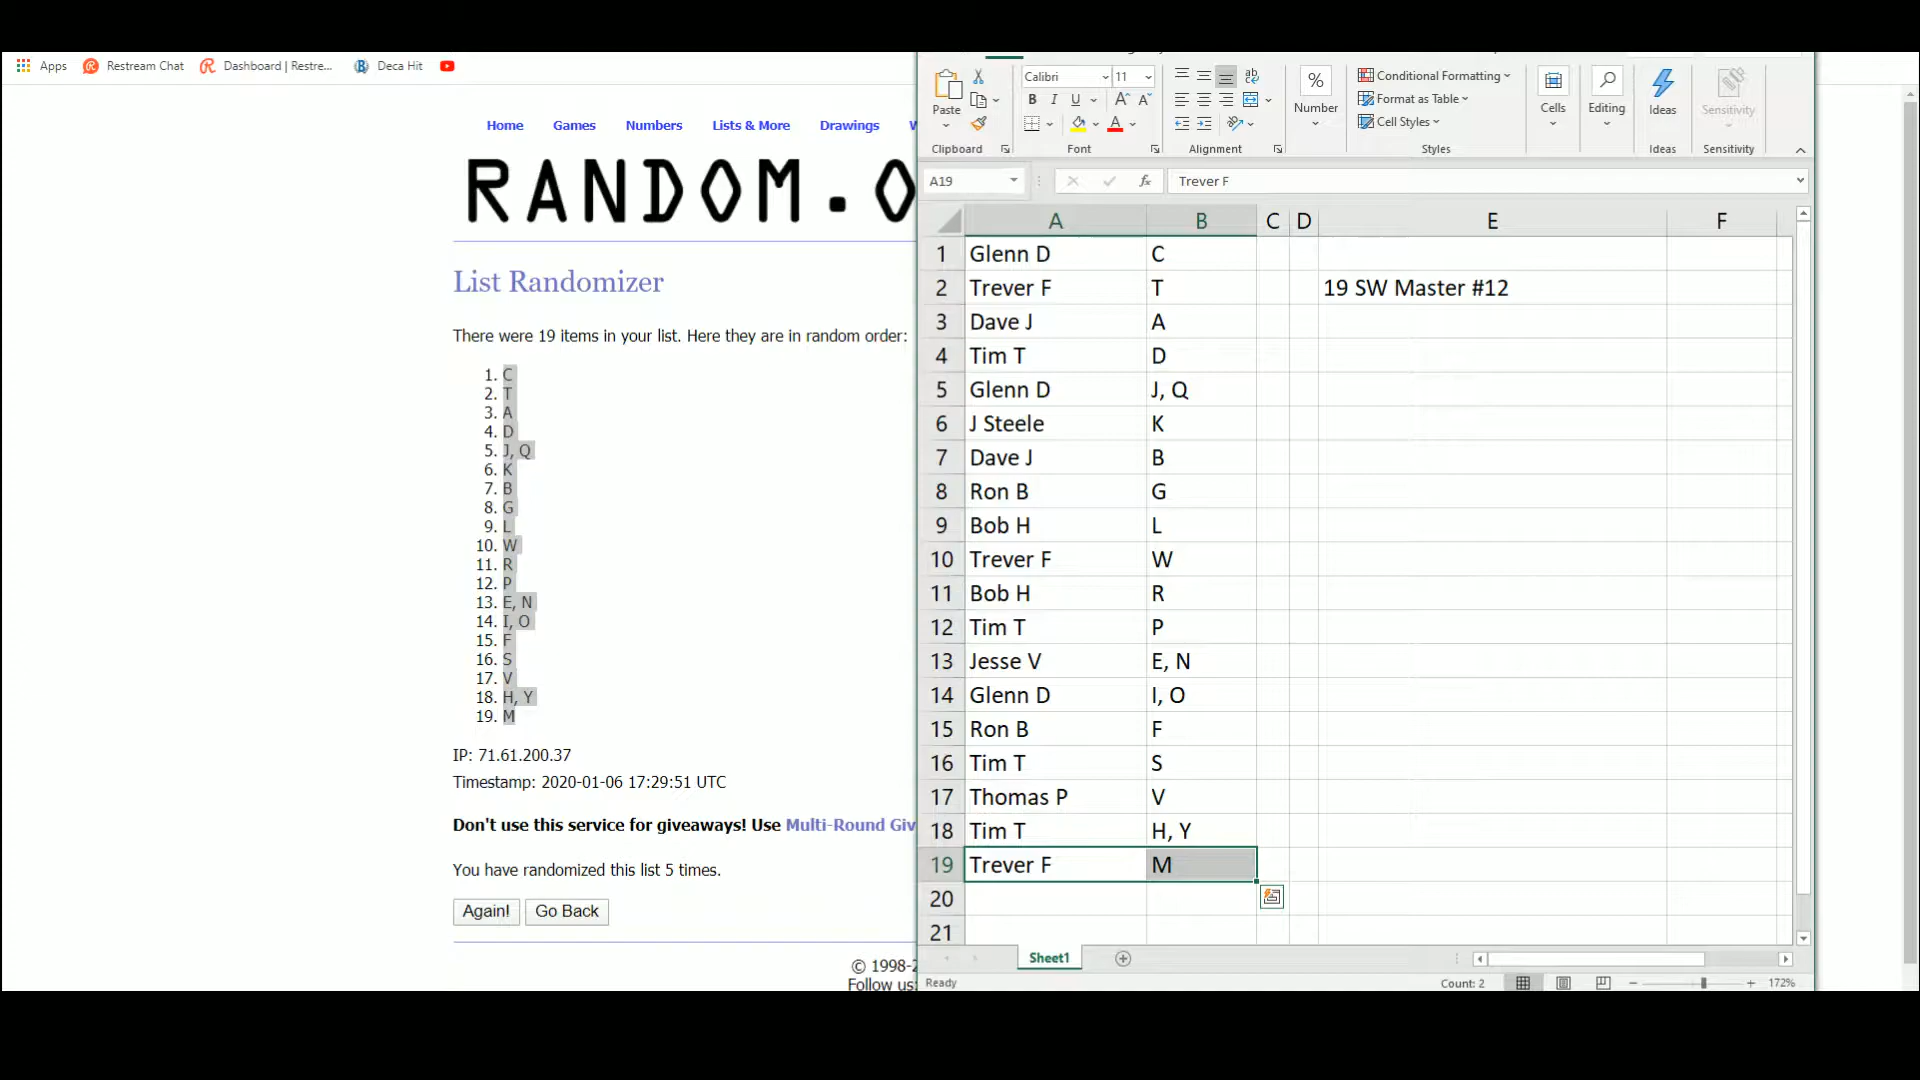 Apps Restream Chat Dashboard | Restre... Deca Hit
Home Games Numbers Lists & More Drawings
RANDOM.O
List Randomizer
There were 19 items in your list. Here they are in random order:
1. C
2. T
3. A
4. D
5. J, Q
6. K
7. B
8. G
9. L
10. W
11. R
12. P
13. E, N
14. I, O
15. F
16. S
17. V
18. H, Y
19. M
IP: 71.61.200.37
Timestamp: 2020-01-06 17:29:51 UTC
Don't use this service for giveaways! Use Multi-Round Giv
You have randomized this list 5 times.
Again! Go Back
© 1998-2
Follow us:
Calibri 11
Paste
B I U
Number
Conditional Formatting
Format as Table
Cell Styles
Cells
Editing
Ideas
Sensitivity
Clipboard Font Alignment Styles Ideas Sensitivity
A19 fx Trever F
A B C D E F
1 Glenn D C
2 Trever F T 19 SW Master #12
3 Dave J A
4 Tim T D
5 Glenn D J, Q
6 J Steele K
7 Dave J B
8 Ron B G
9 Bob H L
10 Trever F W
11 Bob H R
12 Tim T P
13 Jesse V E, N
14 Glenn D I, O
15 Ron B F
16 Tim T S
17 Thomas P V
18 Tim T H, Y
19 Trever F M
20
21
Sheet1
Ready Count: 2 172%